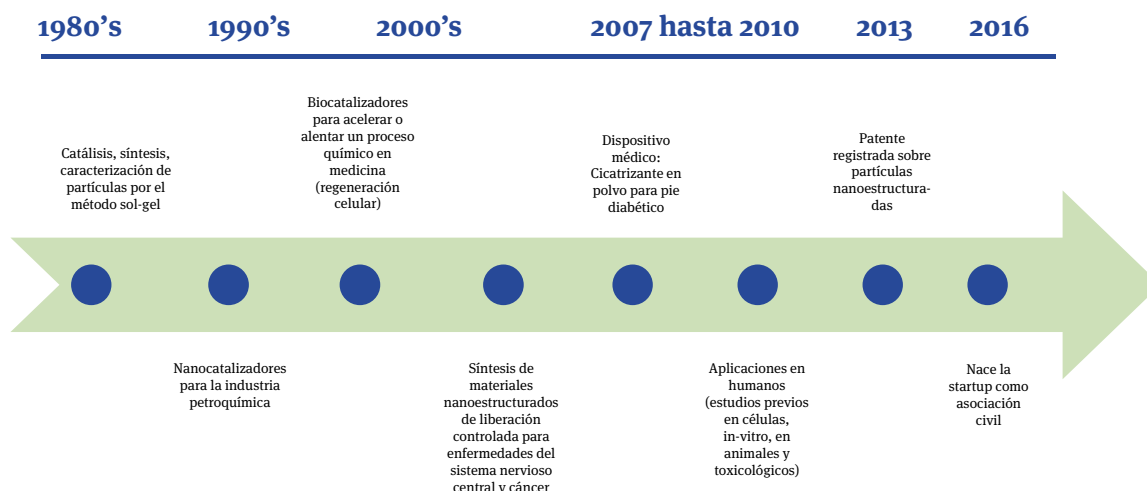 1980’s 1990’s 2000’s 2007 hasta 2010 2013 2016
Catálisis, síntesis,
caracterización de
partículas por el
método sol-gel
Nanocatalizadores
para la industria
petroquímica
Biocatalizadores
para acelerar o
alentar un proceso
químico en
medicina
(regeneración
celular)
Síntesis de
materiales
nanoestructurados
de liberación
controlada para
enfermedades del
sistema nervioso
central y cáncer
Dispositivo
médico:
Cicatrizante en
polvo para pie
diabético
Aplicaciones en
humanos
(estudios previos
en células,
in-vitro, en
animales y
toxicológicos)
Patente
registrada sobre
partículas
nanoestructura-
das
Nace la
startup como
asociación
civil